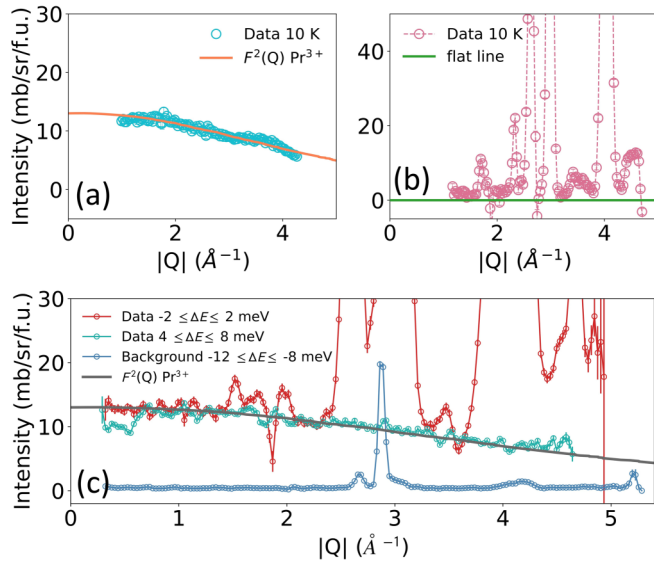 30
20
10
0
Intensity (mb/sr/f.u.)
Data 10 K
F²(Q) Pr³⁺
(a)
0 2 4
|Q| (Å⁻¹)
40
20
0
Data 10 K
flat line
(b)
0 2 4
|Q| (Å⁻¹)
30
20
10
0
Intensity (mb/sr/f.u.)
Data -2 ≤ΔE≤ 2 meV
Data 4 ≤ΔE≤ 8 meV
Background -12 ≤ΔE≤ -8 meV
F²(Q) Pr³⁺
(c)
0 1 2 3 4 5
|Q| (Å⁻¹)